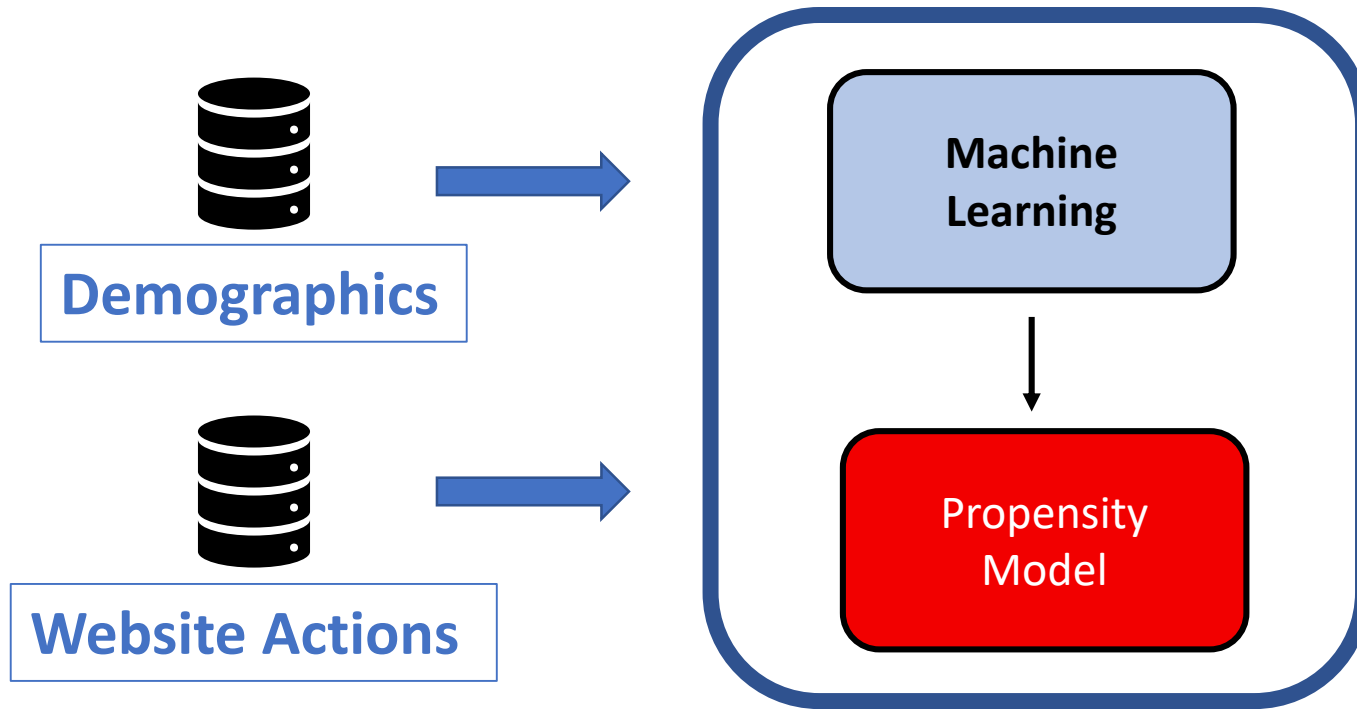 Demographics
Website Actions
Machine
Learning
Propensity
Model